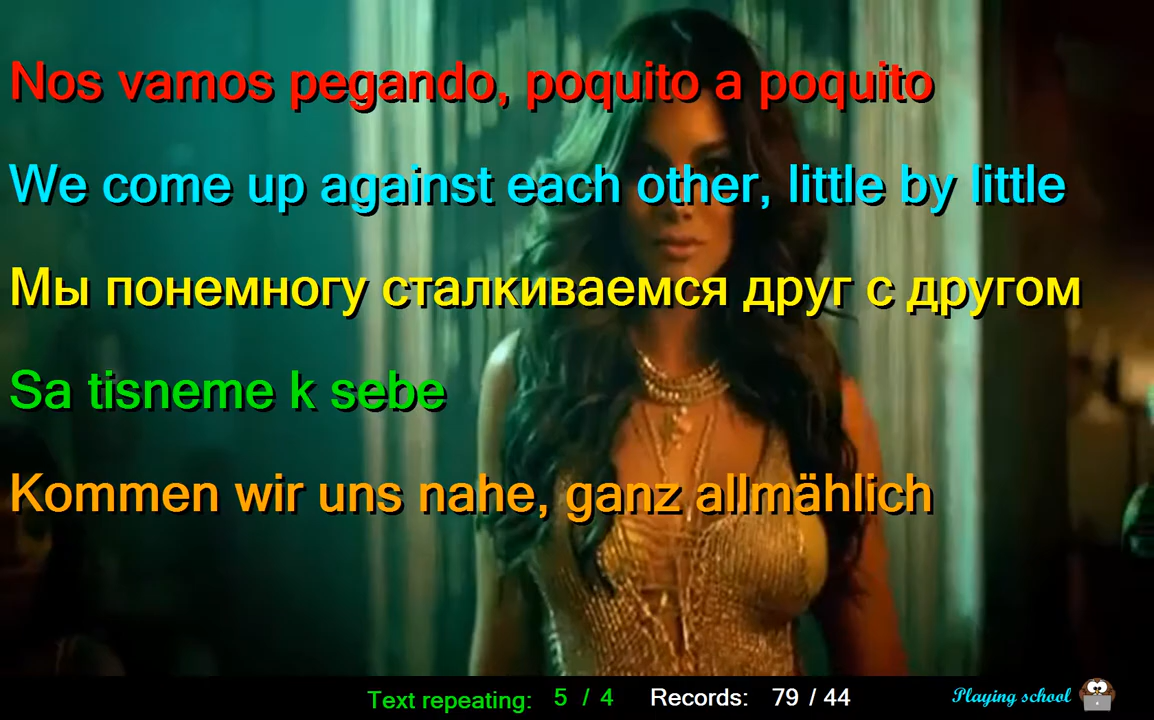 Nos vamos pegando, poquito a poquito
We come up against each other, little by little
Мы понемногу сталкиваемся друг с другом
Sa tisneme k sebe
Kommen wir uns nahe, ganz allmählich
Text repeating: 5 / 4 Records: 79 / 44 Playing school